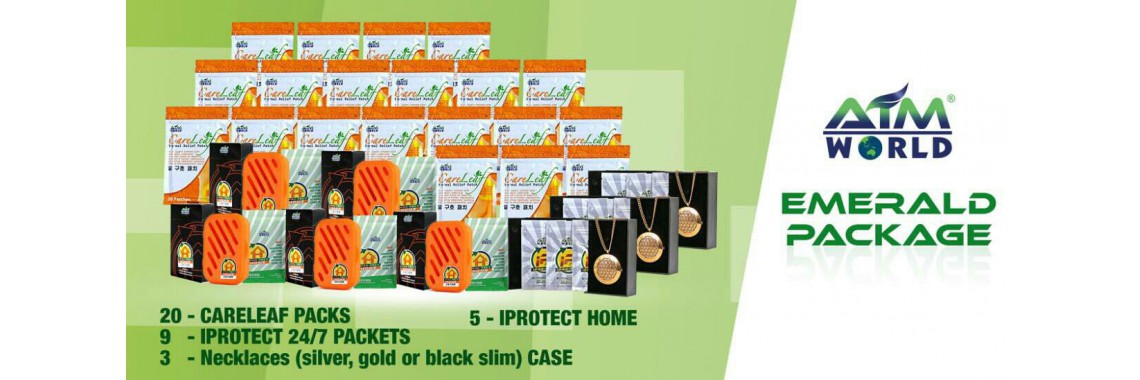 AIM®
WORLD
EMERALD
PACKAGE
CareLeaf
20 - CARELEAF PACKS
5 - IPROTECT HOME
9 - IPROTECT 24/7 PACKETS
3 - Necklaces (silver, gold or black slim) CASE